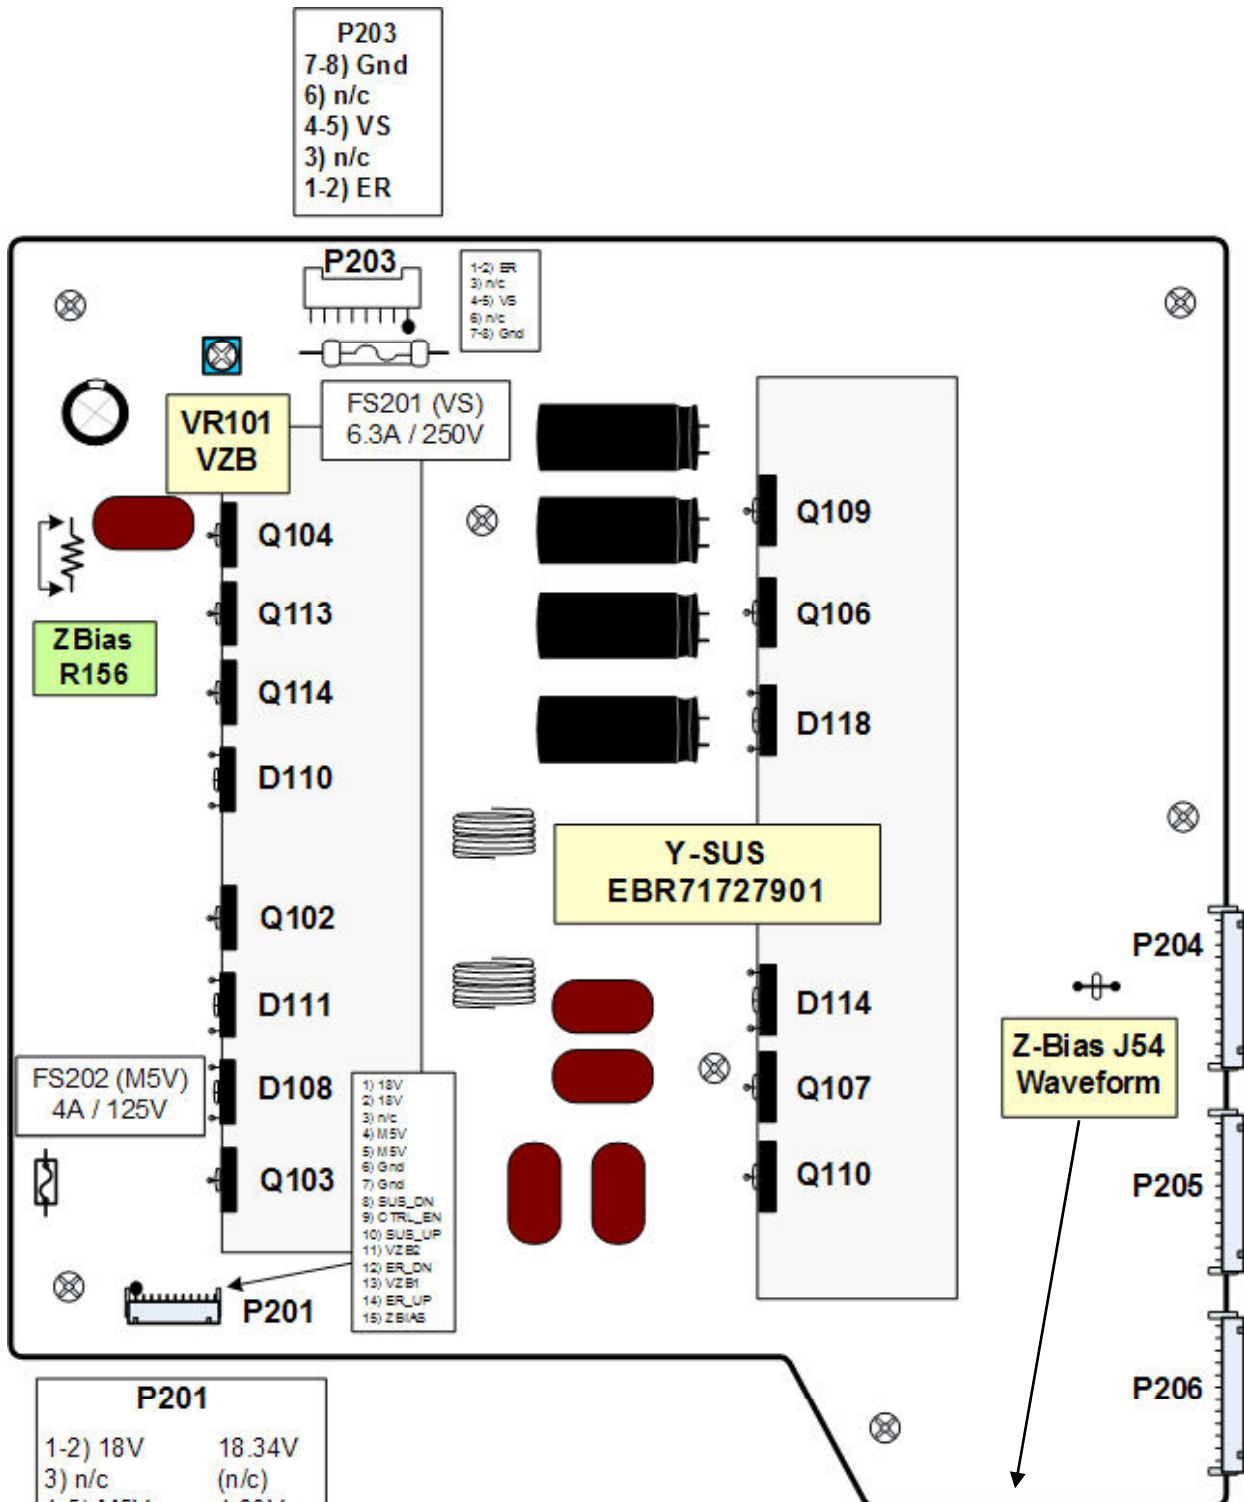 P203
7-8) Gnd
6) n/c
4-5) VS
3) n/c
1-2) ER
P203
1-2) ER
3) n/c
4-5) VS
6) n/c
7-8) Gnd
FS201 (VS)
6.3A / 250V
VR101
VZB
Q104
Q113
ZBias
R156
Q114
D110
Q102
D111
FS202 (M5V)
4A / 125V
D108
Q103
1) 18V
2) 18V
3) n/c
4) M5V
5) M5V
6) Gnd
7) Gnd
8) SUS_DN
9) CTRL_EN
10) SUS_UP
11) VZB2
12) ER_DN
13) VZB1
14) ER_UP
15) ZBIAS
P201
Q109
Q106
D118
Y-SUS
EBR71727901
D114
Q107
Q110
P204
Z-Bias J54
Waveform
P205
P206
P201
1-2) 18V 18.34V
3) n/c (n/c)